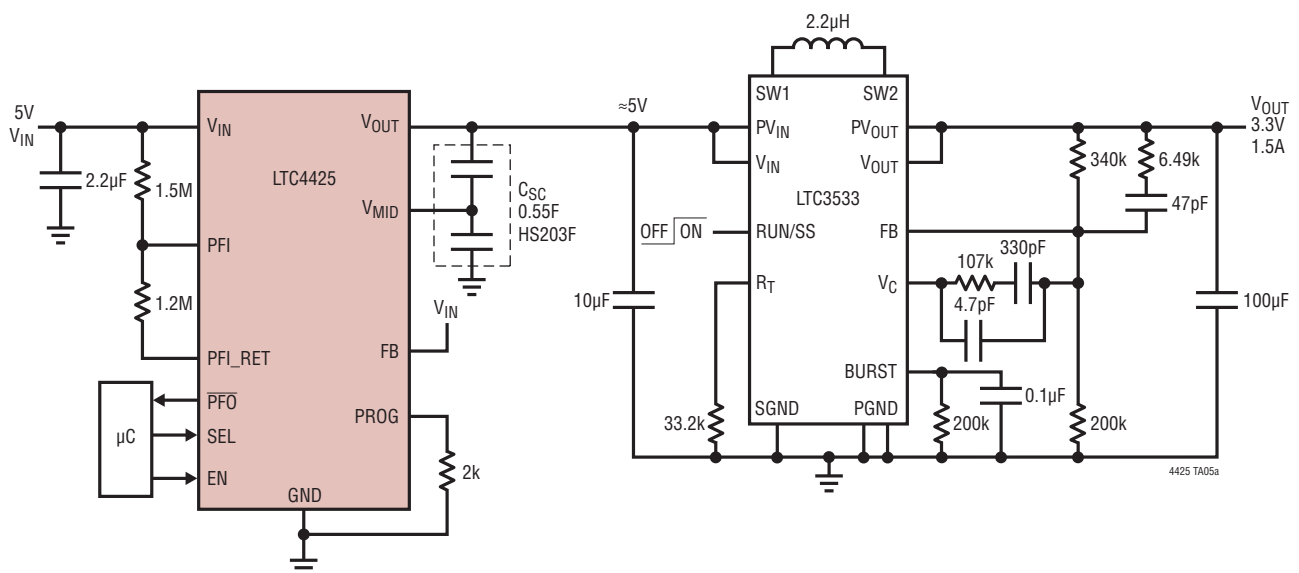 2.2µH
5V
VIN
2.2µF
1.5M
1.2M
VIN
PFI
PFI_RET
PFO
SEL
EN
µC
LTC4425
VOUT
VMID
FB
PROG
GND
VIN
2k
CSC
0.55F
HS203F
≈5V
10µF
OFF ON
33.2k
SW1
SW2
PVIN
VIN
LTC3533
RUN/SS
RT
SGND
PGND
PVOUT
VOUT
FB
VC
BURST
107k
330pF
4.7pF
0.1µF
200k
200k
340k
6.49k
47pF
100µF
VOUT
3.3V
1.5A
4425 TA05a